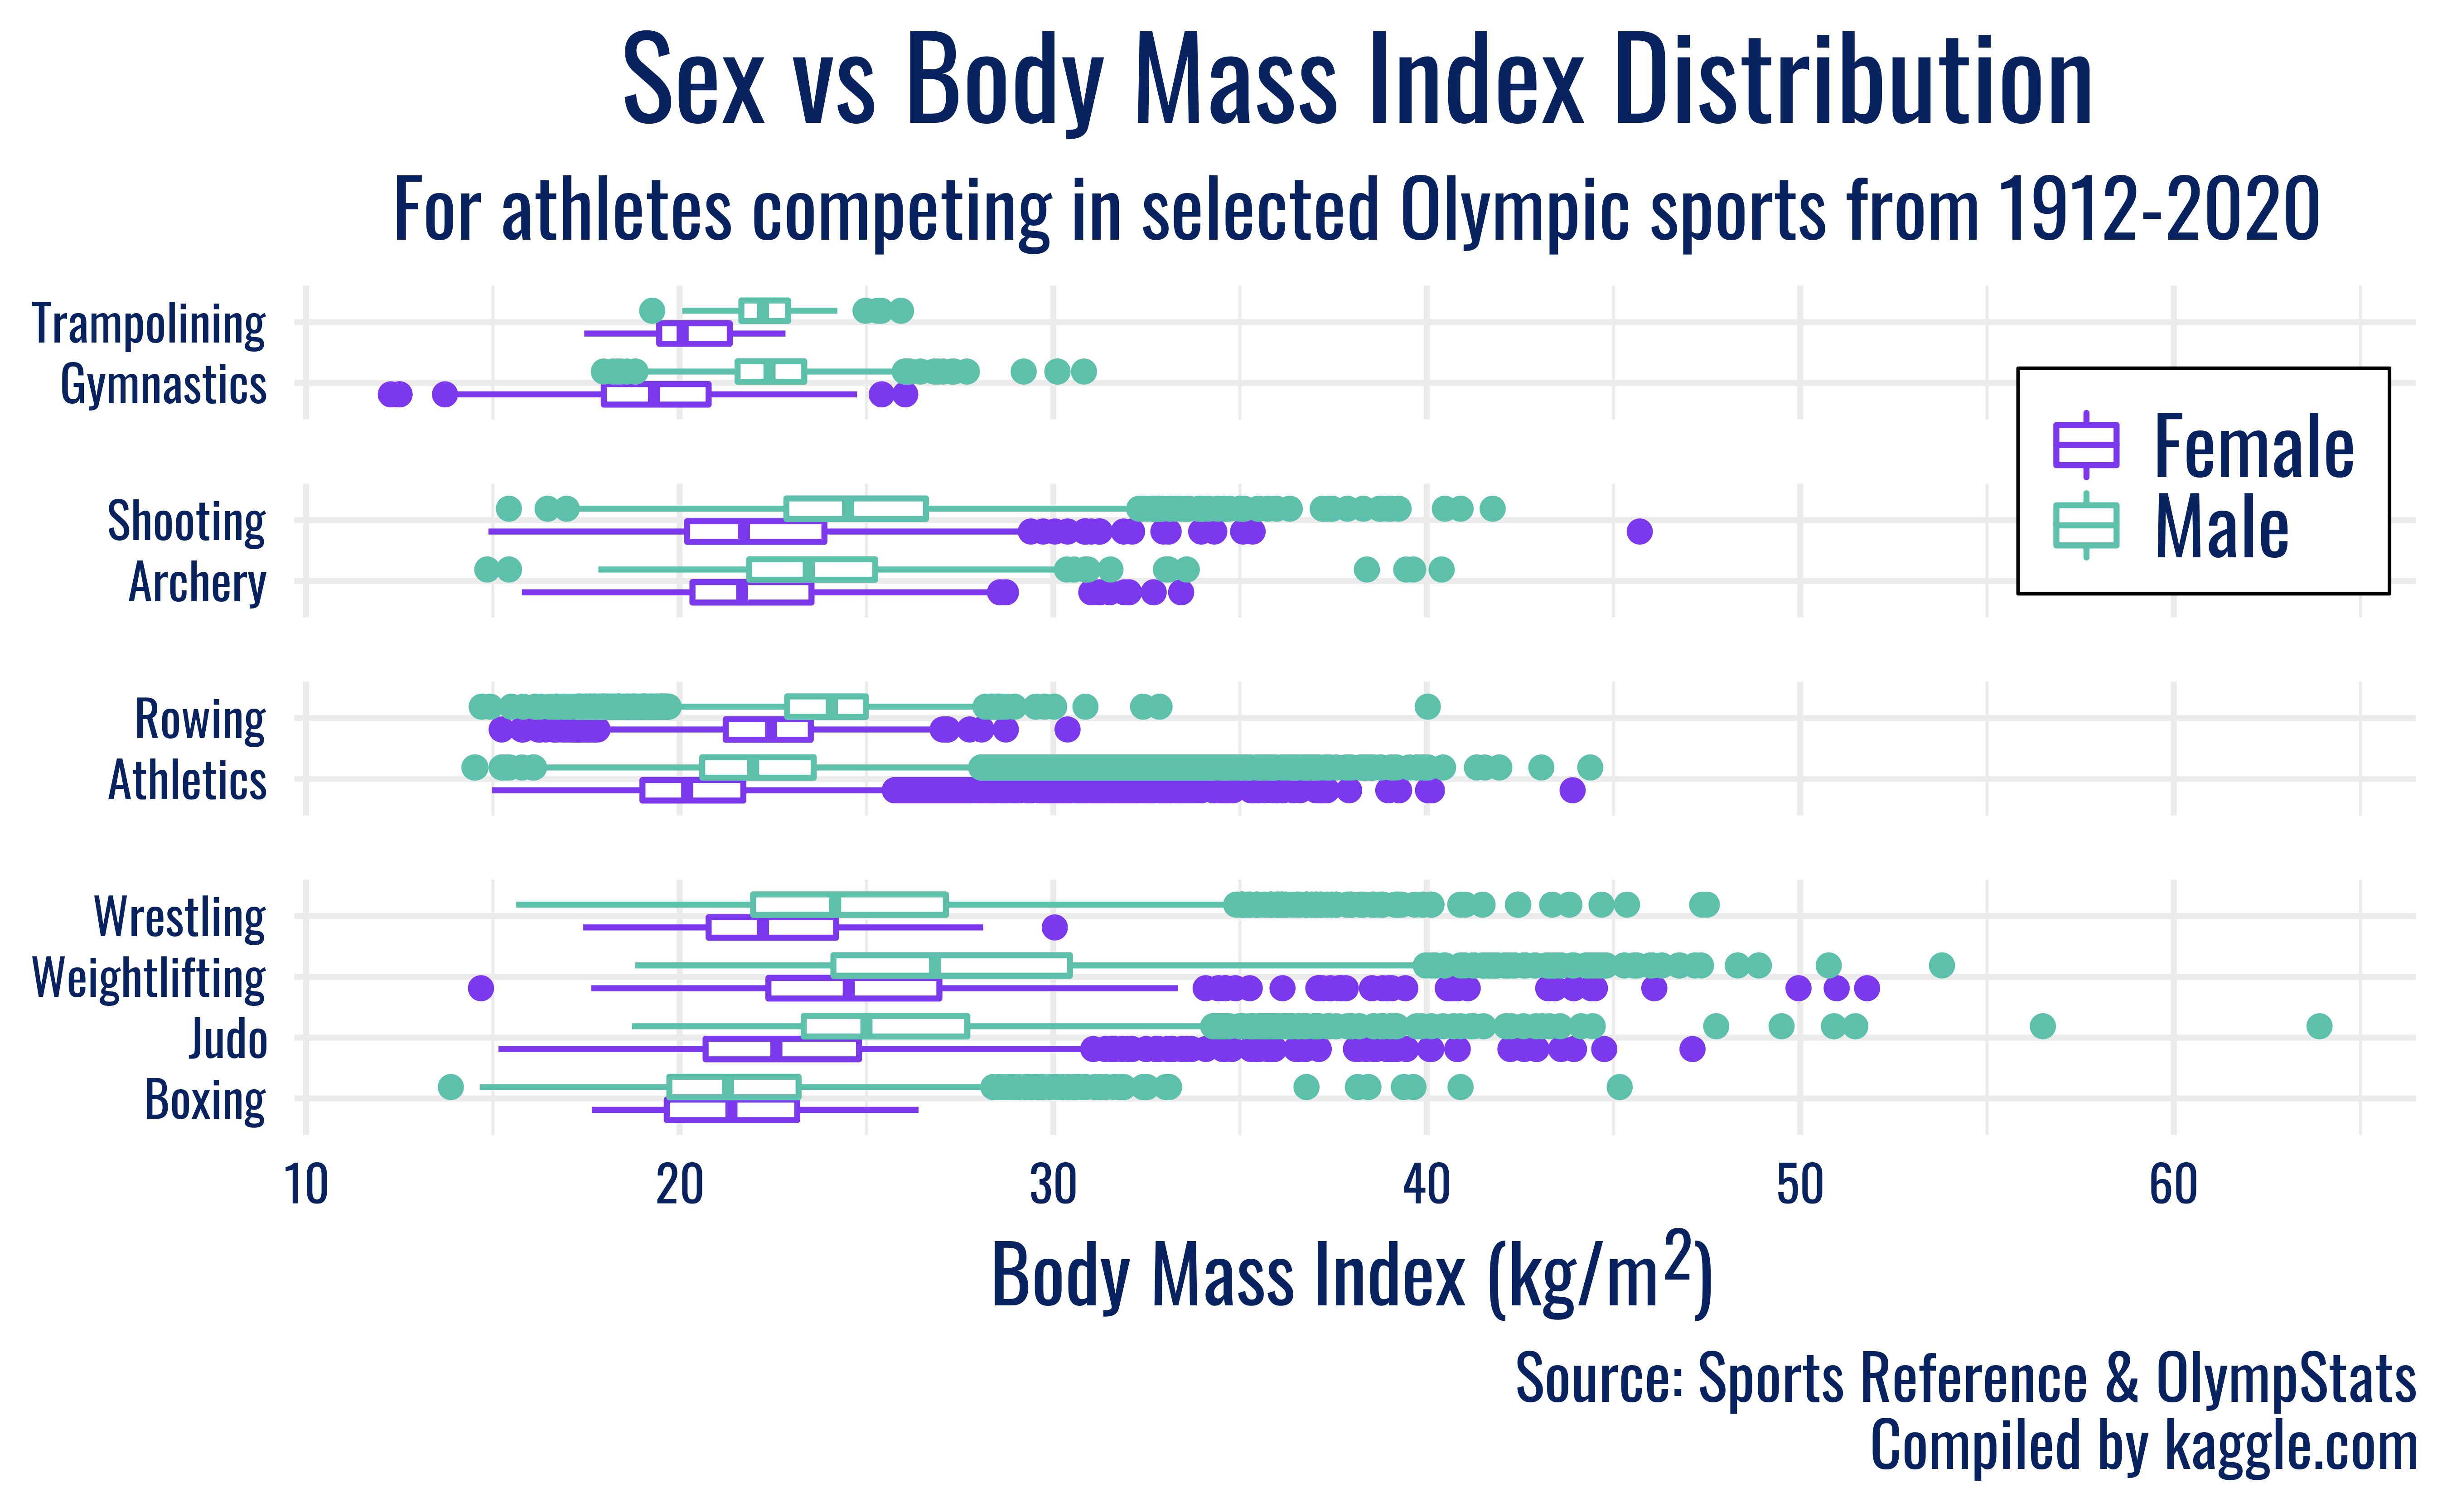 Sex vs Body Mass Index Distribution
For athletes competing in selected Olympic sports from 1912-2020
Trampolining
Gymnastics
Female
Male
Shooting
Archery
Rowing
Athletics
Wrestling
Weightlifting
Judo
Boxing
10 20 30 40 50 60
Body Mass Index (kg/m²)
Source: Sports Reference & OlympStats
Compiled by kaggle.com